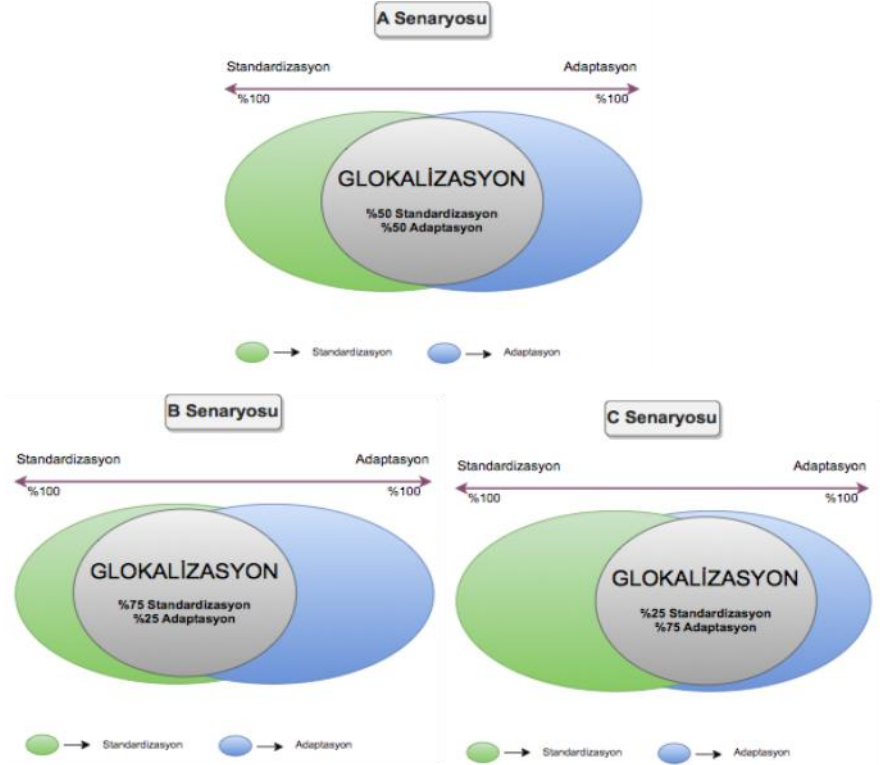 A Senaryosu
Standardizasyon Adaptasyon
%100 %100
GLOKALİZASYON
%50 Standardizasyon
%50 Adaptasyon
Standardizasyon Adaptasyon
B Senaryosu
Standardizasyon Adaptasyon
%100 %100
GLOKALİZASYON
%75 Standardizasyon
%25 Adaptasyon
Standardizasyon Adaptasyon
C Senaryosu
Standardizasyon Adaptasyon
%100 %100
GLOKALİZASYON
%25 Standardizasyon
%75 Adaptasyon
Standardizasyon Adaptasyon